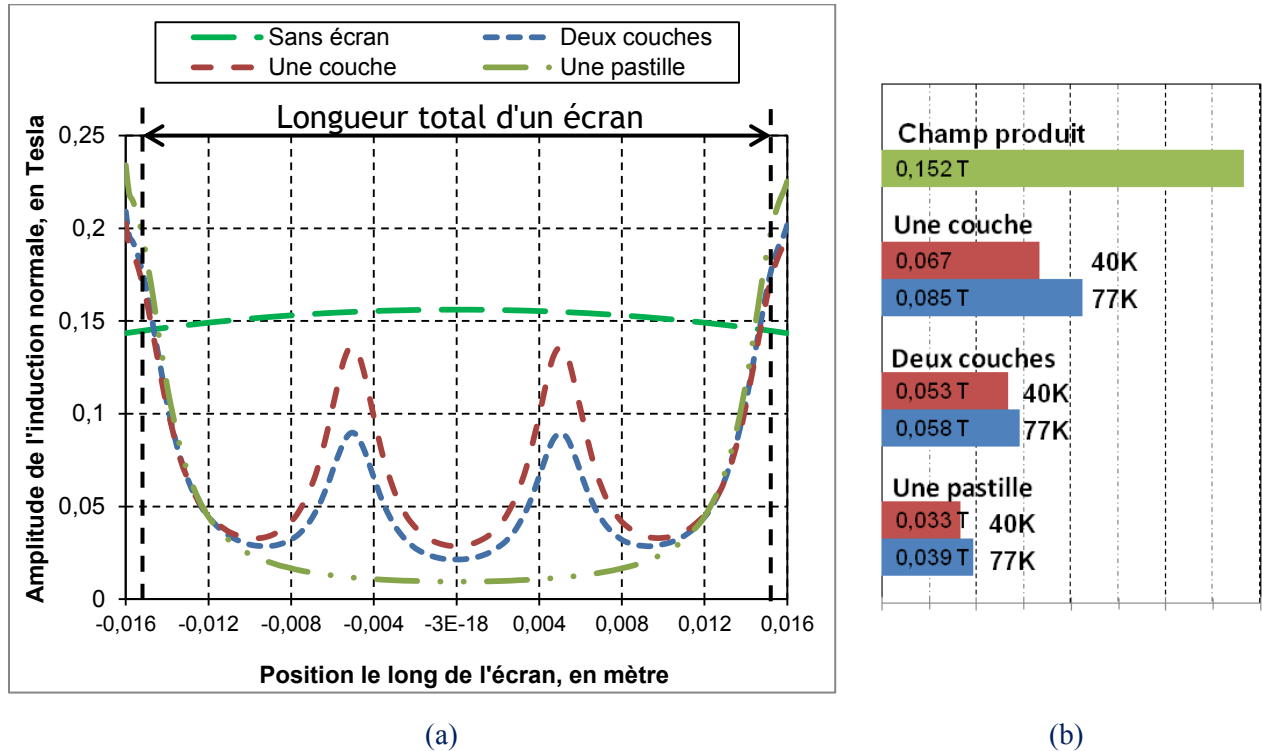 Sans écran
Deux couches
Une couche
Une pastille
Longueur total d'un écran
Amplitude de l'induction normale, en Tesla
0,25
0,2
0,15
0,1
0,05
0
-0,016
-0,012
-0,008
-0,004
-3E-18
0,004
0,008
0,012
0,016
Position le long de l'écran, en mètre
(a)
Champ produit
0,152 T
Une couche
0,067
40K
0,085 T
77K
Deux couches
0,053 T
40K
0,058 T
77K
Une pastille
0,033 T
40K
0,039 T
77K
(b)